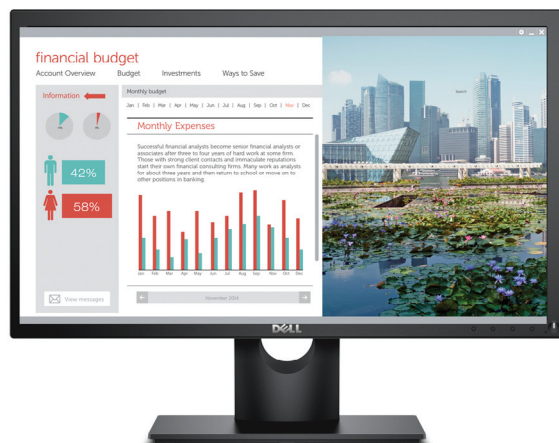 financial budget
Account Overview Budget Investments Ways to Save
Information
Monthly budget
Jan | Feb | Mar | Apr | May | Jun | Jul | Aug | Sep | Oct | Nov | Dec
Monthly Expenses
Successful financial analysts become senior financial analysts or
associates after three to four years of hard work at some firm.
Those with strong client contacts and immaculate reputations
start their own financial consulting firms. Many work as analysts
for about three years and then return to school or move on to
other positions in banking.
42%
58%
Jan Feb Mar Apr May Jun Jul Aug Sep Nov Oct Dec
View messages
November 2014
DELL